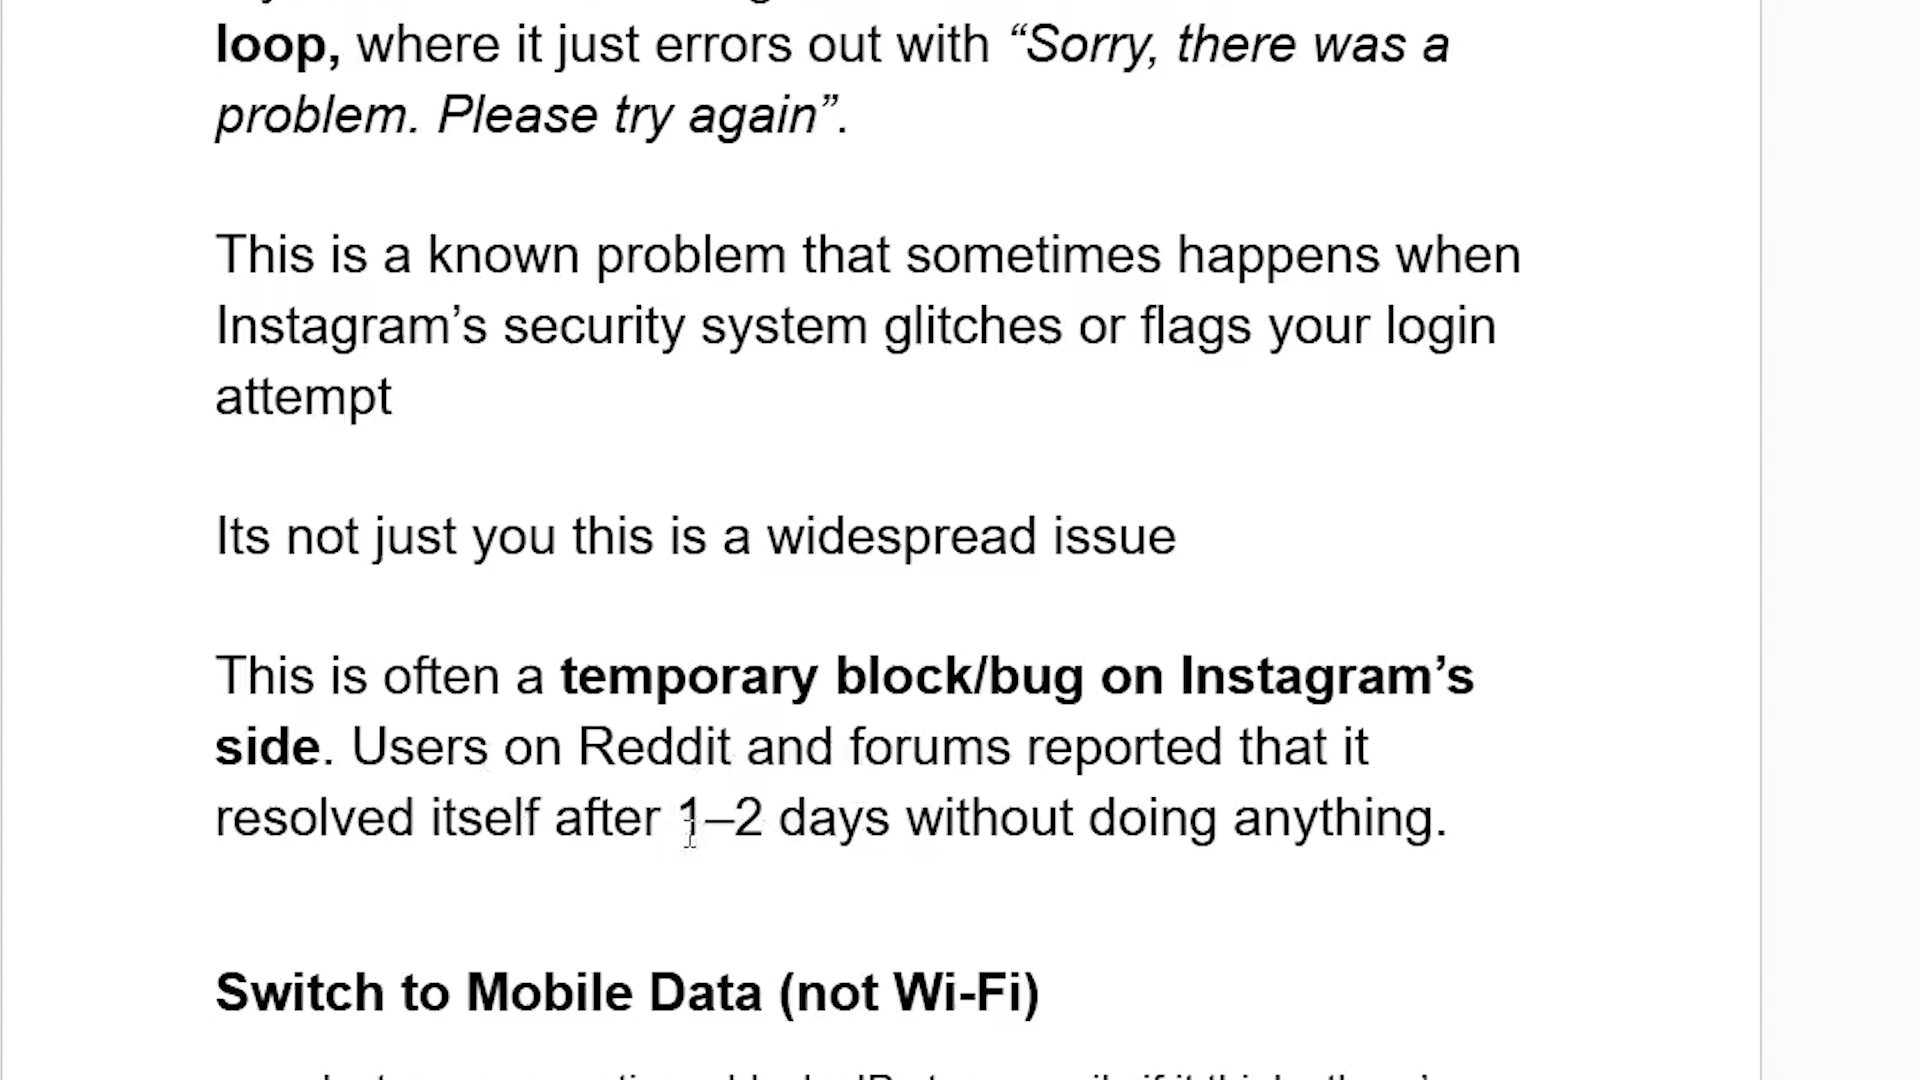 loop, where it just errors out with “Sorry, there was a
problem. Please try again”.
This is a known problem that sometimes happens when
Instagram’s security system glitches or flags your login
attempt
Its not just you this is a widespread issue
This is often a temporary block/bug on Instagram’s
side. Users on Reddit and forums reported that it
resolved itself after 1–2 days without doing anything.
Switch to Mobile Data (not Wi-Fi)